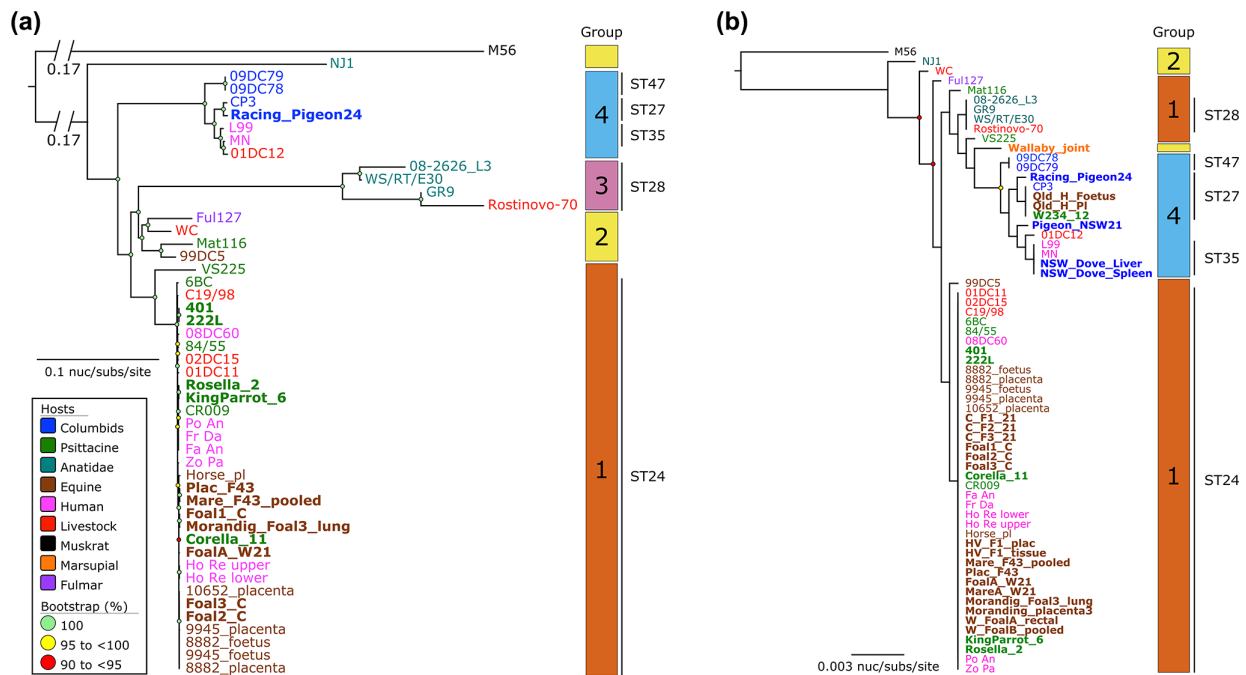 (a)
Group
M56
0.17
NJ1
0.17
09DC79
09DC78
CP3
Racing_Pigeon24
L99
MN
01DC12
08-2626_L3
WS/RT/E30
GR9
Rostinovo-70
Ful127
WC
Mat116
99DC5
VS225
6BC
C19/98
401
222L
08DC60
84/55
02DC15
01DC11
Rosella_2
KingParrot_6
CR009
Po An
Fr Da
Fa An
Zo Pa
Horse_pl
Plac_F43
Mare_F43_pooled
Foal1_C
Morandig_Foal3_lung
Corella_11
FoalA_W21
Ho Re upper
Ho Re lower
10652_placenta
Foal3_C
Foal2_C
9945_placenta
8882_foetus
9945_foetus
8882_placenta
4
3
2
1
ST47
ST27
ST35
ST28
ST24
0.1 nuc/subs/site
Hosts
Columbids
Psittacine
Anatidae
Equine
Human
Livestock
Muskrat
Marsupial
Fulmar
Bootstrap (%)
100
95 to <100
90 to <95
(b)
Group
M56
NJ1
WC
Ful127
Mat116
08-2626_L3
GR9
WS/RT/E30
Rostinovo-70
VS225
Wallaby_joint
09DC78
09DC79
Racing_Pigeon24
CP3
Qld_H_Foetus
Qld_H_Pl
W234_12
Pigeon_NSW21
01DC12
L99
MN
NSW_Dove_Liver
NSW_Dove_Spleen
99DC5
01DC11
02DC15
C19/98
6BC
84/55
08DC60
401
222L
8882_foetus
8882_placenta
9945_foetus
9945_placenta
10652_placenta
C_F1_21
C_F2_21
C_F3_21
Foal1_C
Foal2_C
Foal3_C
Corella_11
CR009
Fa An
Fr Da
Ho Re lower
Ho Re upper
Horse_pl
HV_F1_plac
HV_F1_tissue
Mare_F43_pooled
Plac_F43
FoalA_W21
MareA_W21
Morandig_Foal3_lung
Moranding_placenta3
W_FoalA_rectal
W_FoalB_pooled
KingParrot_6
Rosella_2
Po An
Zo Pa
2
1
4
1
ST28
ST47
ST27
ST35
ST24
0.003 nuc/subs/site